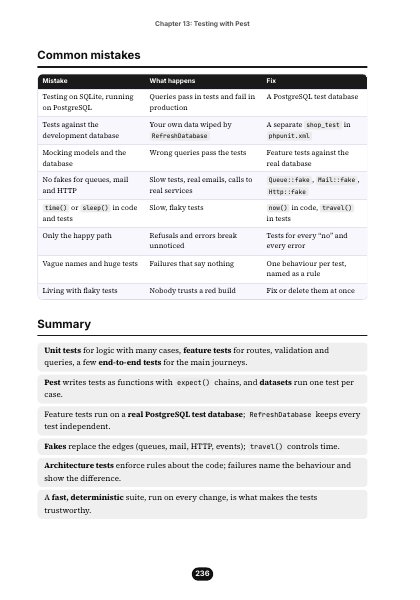 Chapter 13: Testing with Pest
Common mistakes
Mistake What happens Fix
Testing on SQLite, running Queries pass in tests and fail in A PostgreSQL test database
on PostgreSQL production
Tests against the Your own data wiped by A separate shop_test in
development database RefreshDatabase phpunit.xml
Mocking models and the Wrong queries pass the tests Feature tests against the
database real database
No fakes for queues, mail Slow tests, real emails, calls to Queue::fake, Mail::fake,
and HTTP real services Http::fake
time() or sleep() in code Slow, flaky tests now() in code, travel()
and tests in tests
Only the happy path Refusals and errors break Tests for every “no” and
unnoticed every error
Vague names and huge tests Failures that say nothing One behaviour per test,
named as a rule
Living with flaky tests Nobody trusts a red build Fix or delete them at once
Summary
Unit tests for logic with many cases, feature tests for routes, validation and
queries, a few end-to-end tests for the main journeys.
Pest writes tests as functions with expect() chains, and datasets run one test per
case.
Feature tests run on a real PostgreSQL test database; RefreshDatabase keeps every
test independent.
Fakes replace the edges (queues, mail, HTTP, events); travel() controls time.
Architecture tests enforce rules about the code; failures name the behaviour and
show the difference.
A fast, deterministic suite, run on every change, is what makes the tests
trustworthy.
236